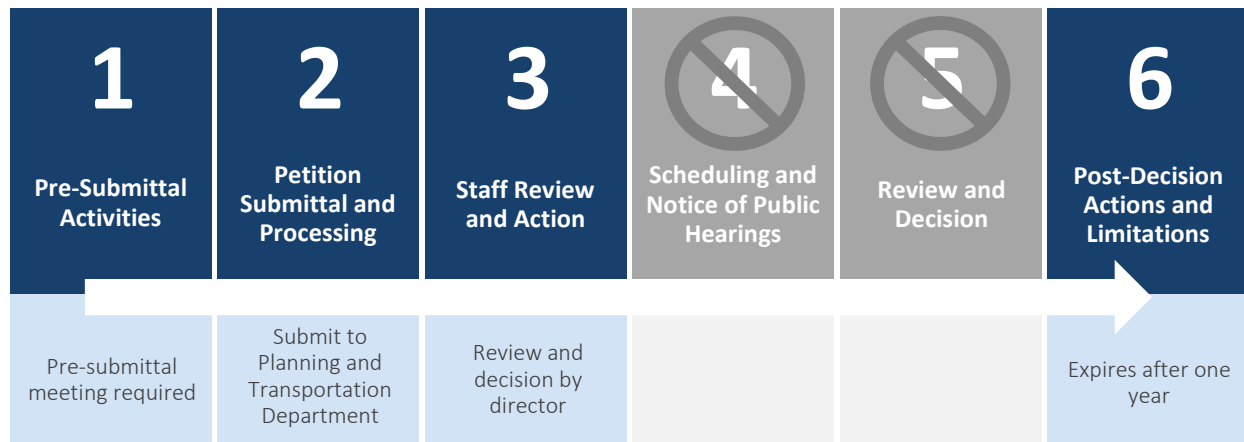 1
Pre-Submittal
Activities
Pre-submittal
meeting required
2
Petition
Submittal and
Processing
Submit to
Planning and
Transportation
Department
3
Staff Review
and Action
Review and
decision by
director
4
Scheduling and
Notice of Public
Hearings
5
Review and
Decision
6
Post-Decision
Actions and
Limitations
Expires after one
year